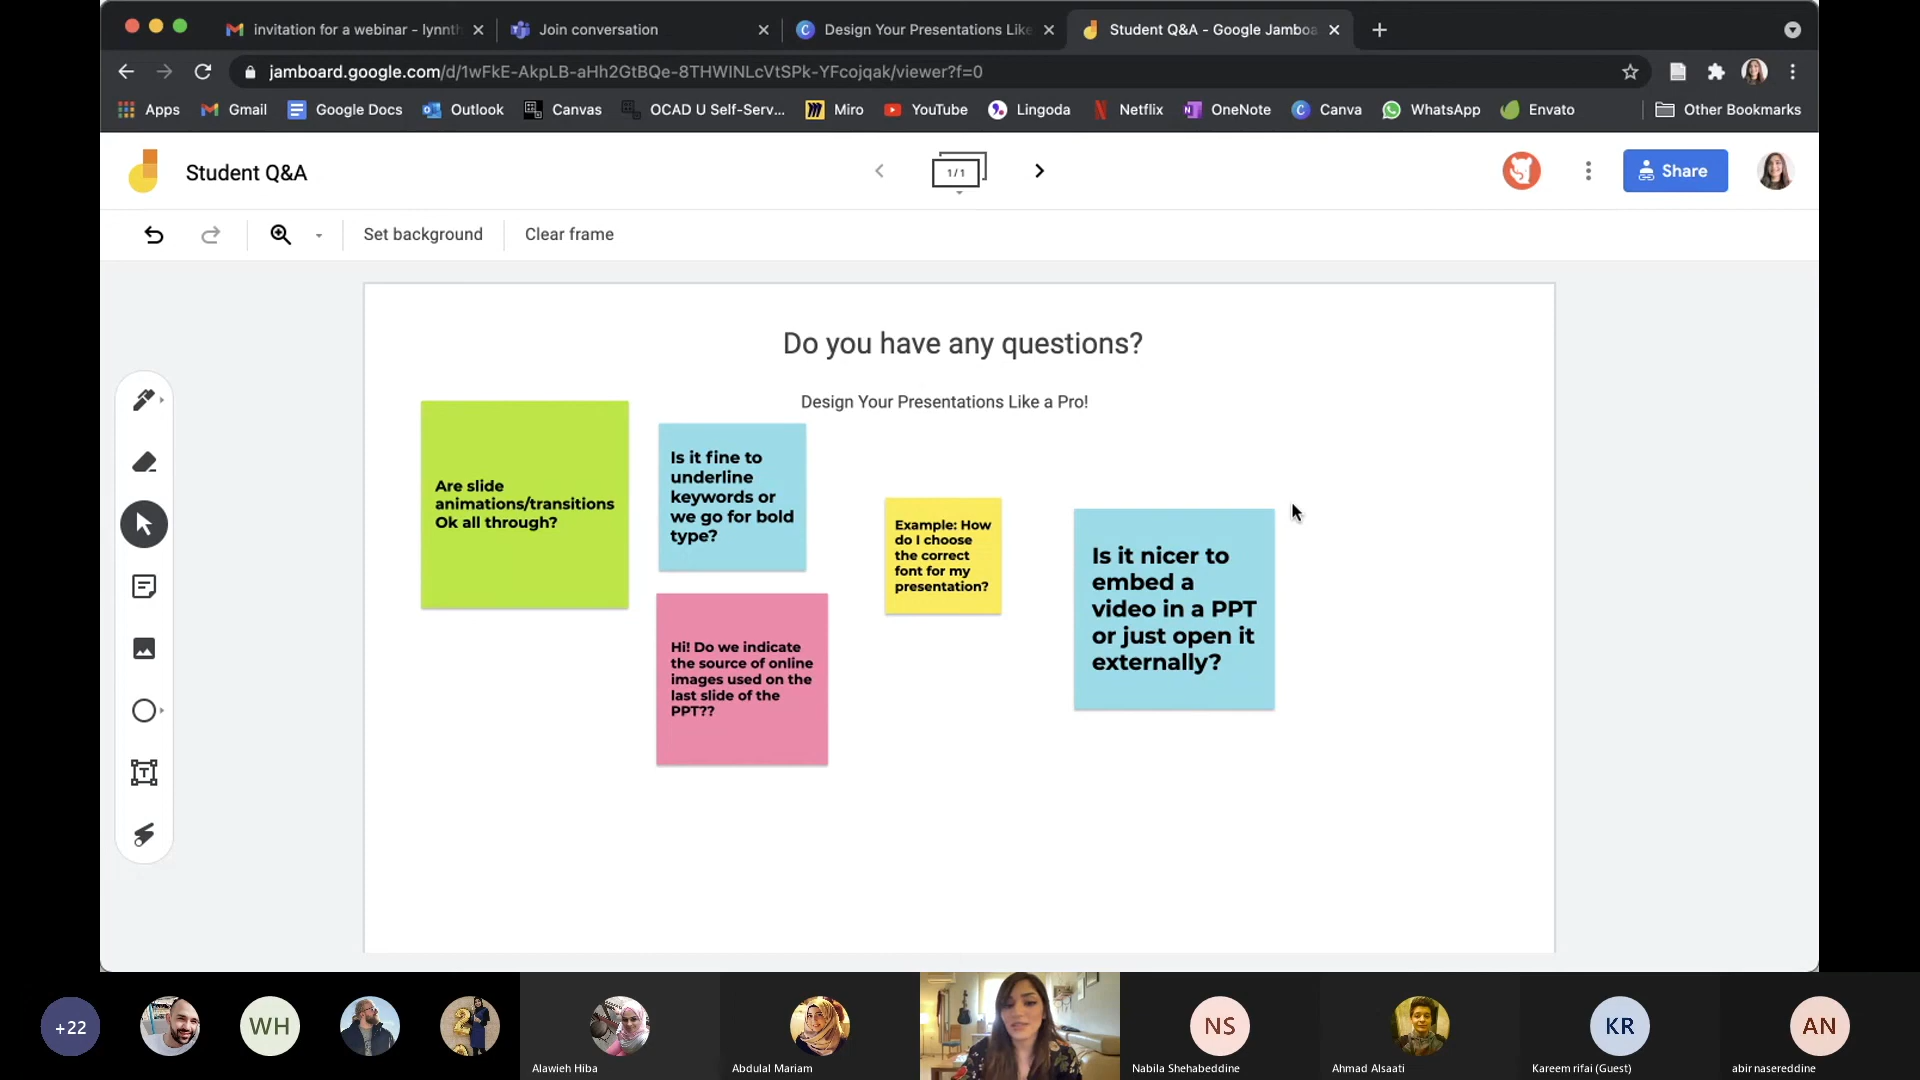 invitation for a webinar - lynnth
Join conversation
Design Your Presentations Like
Student Q&A - Google Jamboa
jamboard.google.com/d/1wFkE-AkpLB-aHh2GtBQe-8THWINLcVtSPk-YFcojqak/viewer?f=0
Apps
Gmail
Google Docs
Outlook
Canvas
OCAD U Self-Serv...
Miro
YouTube
Lingoda
Netflix
OneNote
Canva
WhatsApp
Envato
Other Bookmarks
Student Q&A
1/1
Share
Set background
Clear frame
Do you have any questions?
Design Your Presentations Like a Pro!
Are slide
animations/transitions
Ok all through?
Is it fine to
underline
keywords or
we go for bold
type?
Example: How
do I choose
the correct
font for my
presentation?
Is it nicer to
embed a
video in a PPT
or just open it
externally?
Hi! Do we indicate
the source of online
images used on the
last slide of the
PPT??
+22
WH
NS
KR
AN
Alawieh Hiba
Abdulal Mariam
Nabila Shehabeddine
Ahmad Alsaati
Kareem rifai (Guest)
abir nasereddine